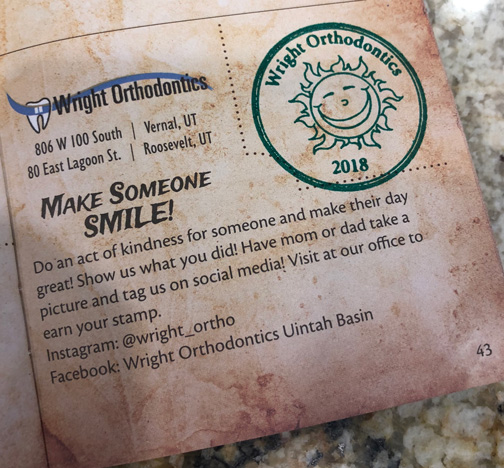 Wright Orthodontics
806 W 100 South | Vernal, UT
80 East Lagoon St. | Roosevelt, UT
Wright Orthodontics
2018
MAKE SOMEONE
SMILE!
Do an act of kindness for someone and make their day
great! Show us what you did! Have mom or dad take a
picture and tag us on social media! Visit at our office to
earn your stamp.
Instagram: @wright_ortho
Facebook: Wright Orthodontics Uintah Basin
43